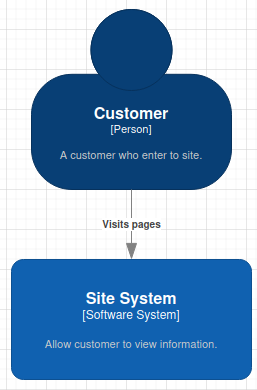 Customer
[Person]
A customer who enter to site.
Visits pages
Site System
[Software System]
Allow customer to view information.